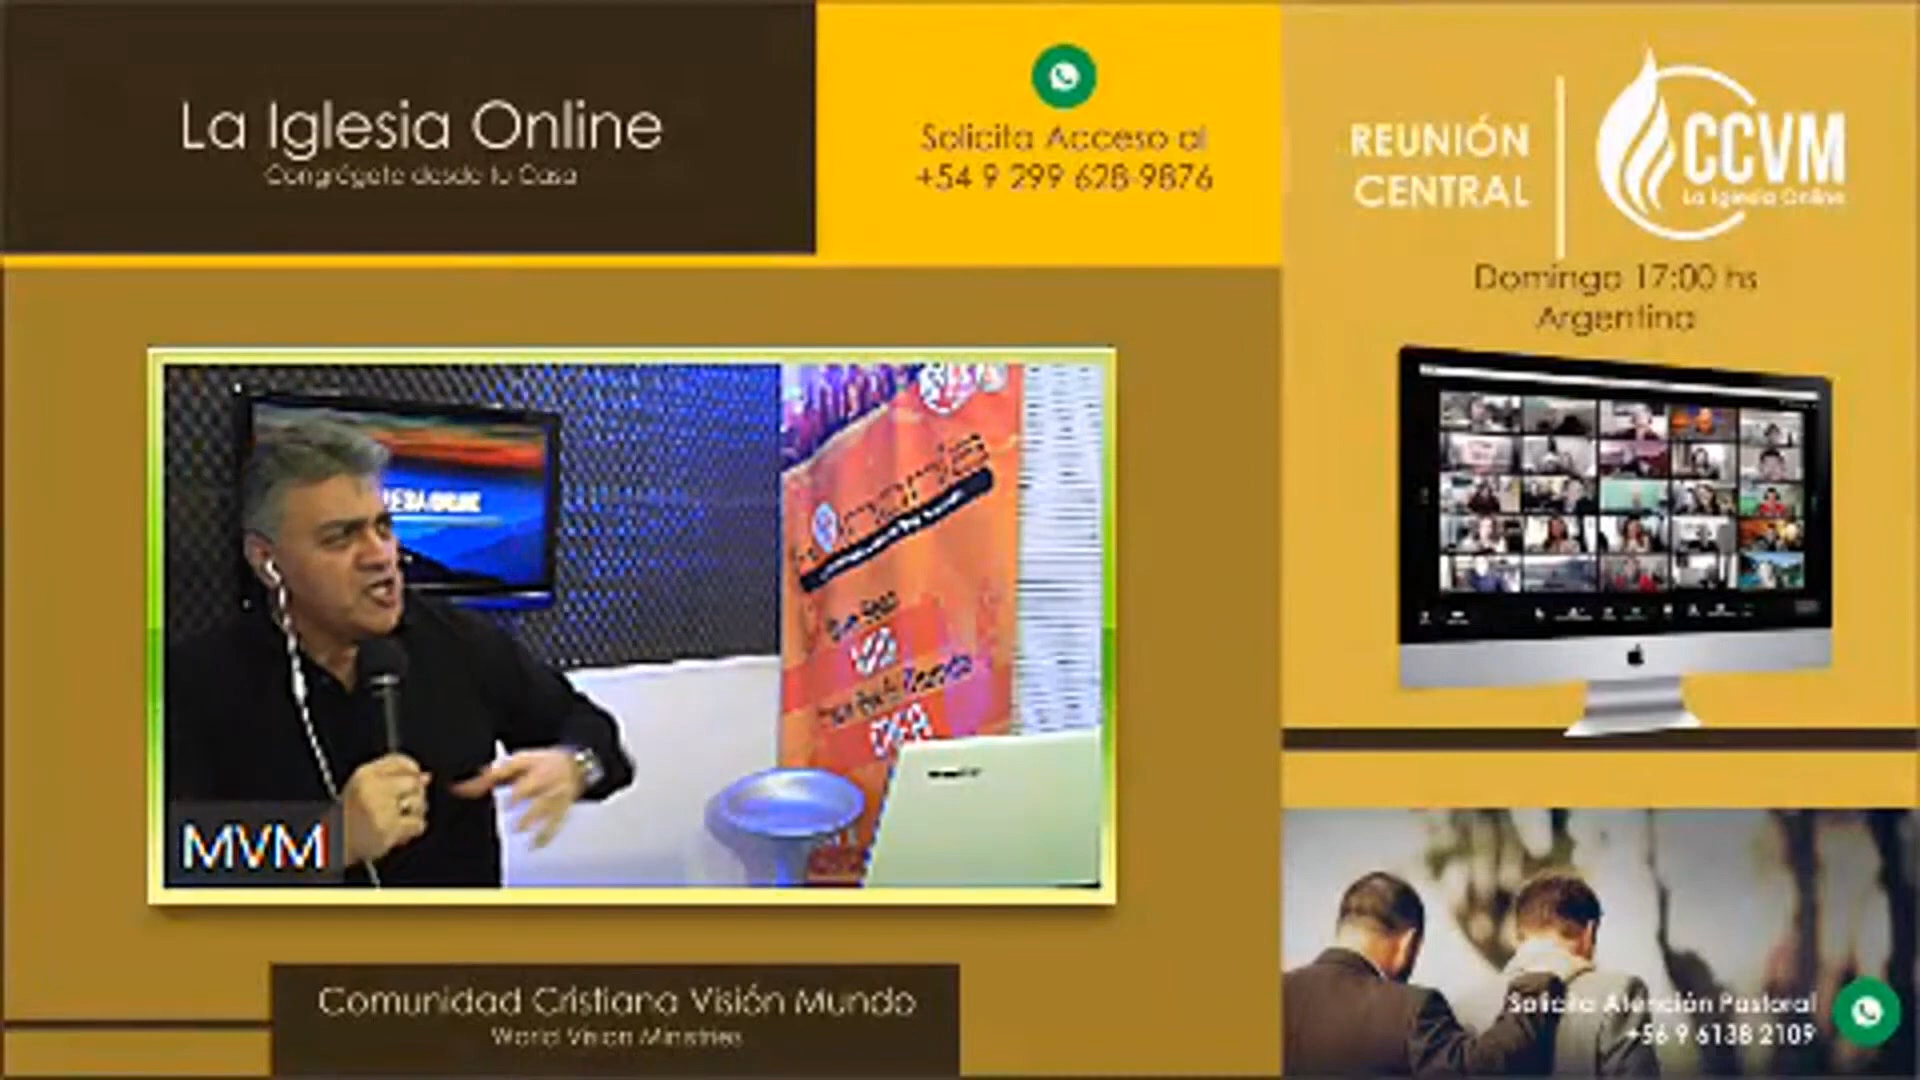 La Iglesia Online
Congrégate desde tu Casa
Solicita Acceso al
+54 9 299 628-9876
REUNIÓN
CENTRAL
CCVM
La Iglesia Online
Domingo 17:00 hs
Argentina
MVM
Comunidad Cristiana Visión Mundo
World Vision Ministries
Solicita Atención Pastoral
+56 9 6138 2109